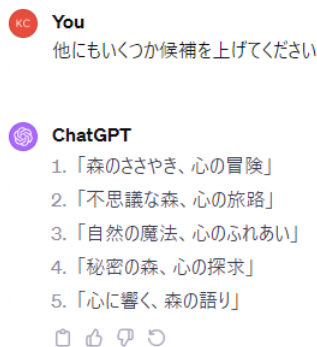 KC You
他にもいくつか候補を上げてください
ChatGPT
1. 「森のささやき、心の冒険」
2. 「不思議な森、心の旅路」
3. 「自然の魔法、心のふれあい」
4. 「秘密の森、心の探求」
5. 「心に響く、森の語り」